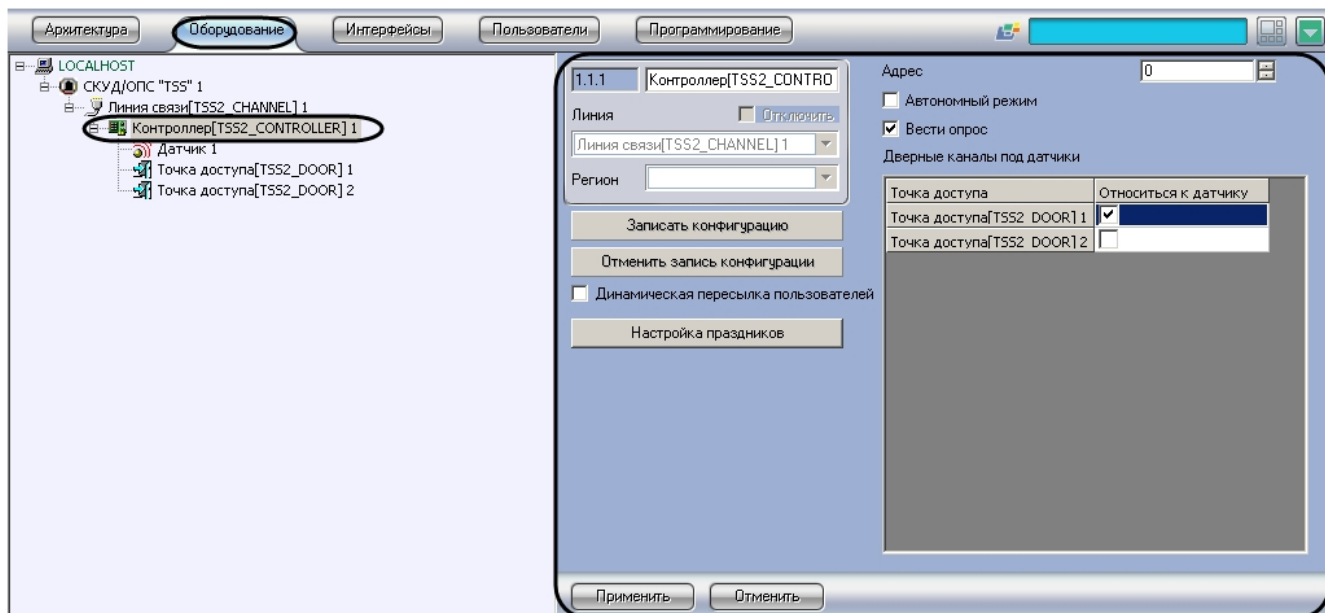 Архитектура Оборудование Интерфейсы Пользователи Программирование
LOCALHOST
СКУД/ОПС "TSS" 1
Линия связи[TSS2_CHANNEL] 1
Контроллер[TSS2_CONTROLLER] 1
Датчик 1
Точка доступа[TSS2_DOOR] 1
Точка доступа[TSS2_DOOR] 2
1.1.1 Контроллер[TSS2_CONTRO
Линия Отключить
Линия связи[TSS2_CHANNEL] 1
Регион
Записать конфигурацию
Отменить запись конфигурации
Динамическая пересылка пользователей
Настройка праздников
Адрес 0
Автономный режим
Вести опрос
Дверные каналы под датчики
Точка доступа Относиться к датчику
Точка доступа[TSS2_DOOR] 1
Точка доступа[TSS2_DOOR] 2
Применить Отменить